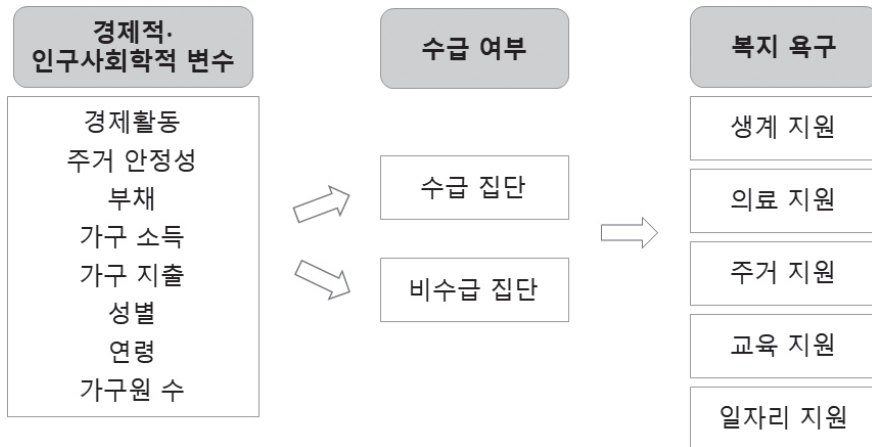 경제적·
인구사회학적 변수
경제활동
주거 안정성
부채
가구 소득
가구 지출
성별
연령
가구원 수
수급 여부
수급 집단
비수급 집단
복지 욕구
생계 지원
의료 지원
주거 지원
교육 지원
일자리 지원